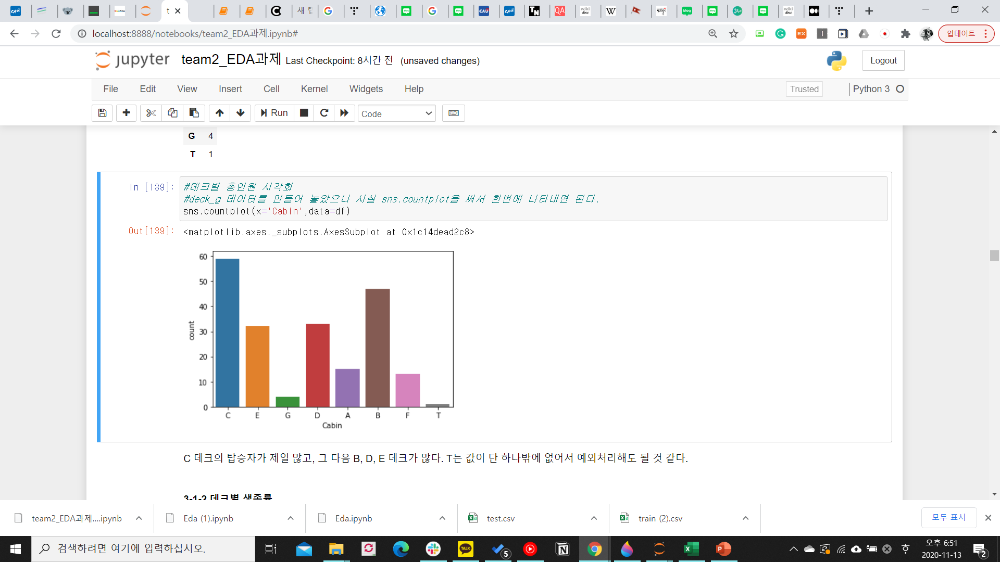 t
새 탭
localhost:8888/notebooks/team2_EDA과제.ipynb#
업데이트
jupyter team2_EDA과제 Last Checkpoint: 8시간 전 (unsaved changes)
Logout
File Edit View Insert Cell Kernel Widgets Help
Trusted Python 3
Run
Code
G 4
T 1
In [139]: #데크별 총인원 시각화
#deck_g 데이터를 만들어 놓았으나 사실 sns.countplot을 써서 한번에 나타내면 된다.
sns.countplot(x='Cabin',data=df)
Out[139]: <matplotlib.axes._subplots.AxesSubplot at 0x1c14dead2c8>
60
50
40
30
20
10
0
count
C E G D A B F T
Cabin
C 데크의 탑승자가 제일 많고, 그 다음 B, D, E 데크가 많다. T는 값이 단 하나밖에 없어서 예외처리해도 될 것 같다.
3-1-2 데크별 생존률
team2_EDA과제....ipynb
Eda (1).ipynb
Eda.ipynb
test.csv
train (2).csv
모두 표시
검색하려면 여기에 입력하십시오.
TALK
5
오후 6:51
2020-11-13
2